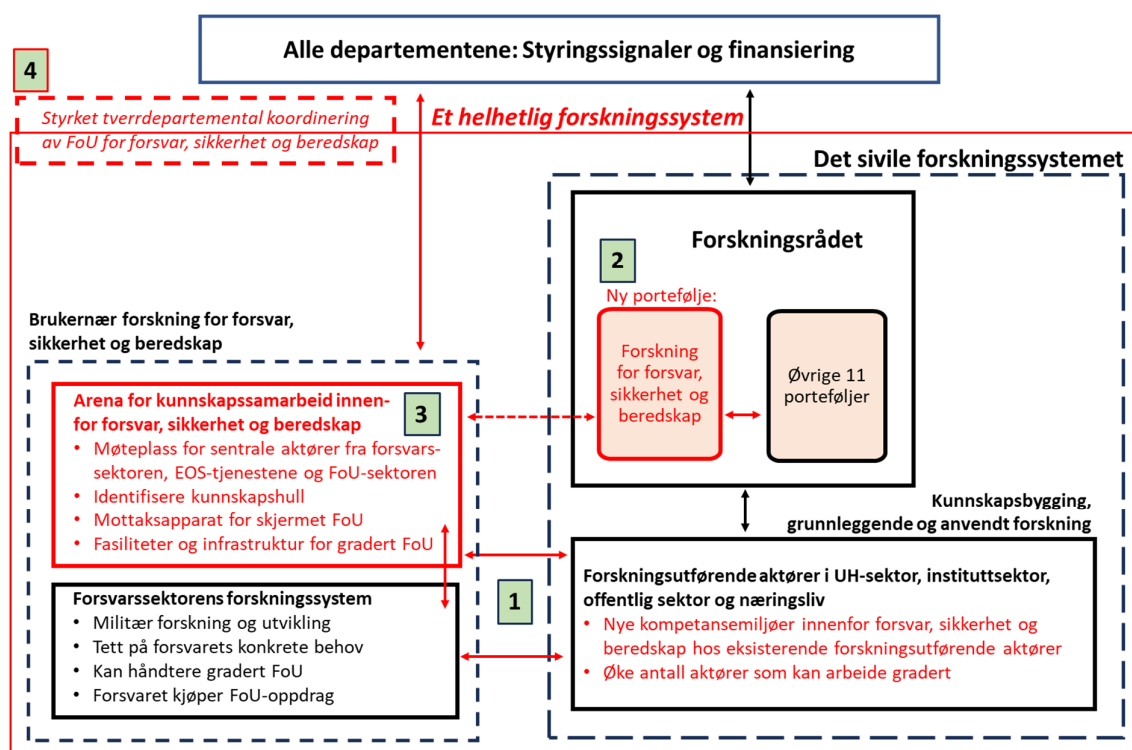 Alle departementene: Styringssignaler og finansiering
4
Styrket tverrdepartemental koordinering
av FoU for forsvar, sikkerhet og beredskap
Et helhetlig forskningssystem
Det sivile forskningssystemet
Forskningsrådet
2
Ny portefølje:
Forskning
for forsvar,
sikkerhet og
beredskap
Øvrige 11
porteføljer
Brukernær forskning for forsvar,
sikkerhet og beredskap
Arena for kunnskapssamarbeid innen-
for forsvar, sikkerhet og beredskap
3
• Møteplass for sentrale aktører fra forsvars-
sektoren, EOS-tjenestene og FoU-sektoren
• Identifisere kunnskapshull
• Mottaksapparat for skjermet FoU
• Fasiliteter og infrastruktur for gradert FoU
Kunnskapsbygging,
grunnleggende og anvendt forskning
1
Forsvarssektorens forskningssystem
• Militær forskning og utvikling
• Tett på forsvarets konkrete behov
• Kan håndtere gradert FoU
• Forsvaret kjøper FoU-oppdrag
Forskningsutførende aktører i UH-sektor, instituttsektor,
offentlig sektor og næringsliv
• Nye kompetansemiljøer innenfor forsvar, sikkerhet og
beredskap hos eksisterende forskningsutførende aktører
• Øke antall aktører som kan arbeide gradert